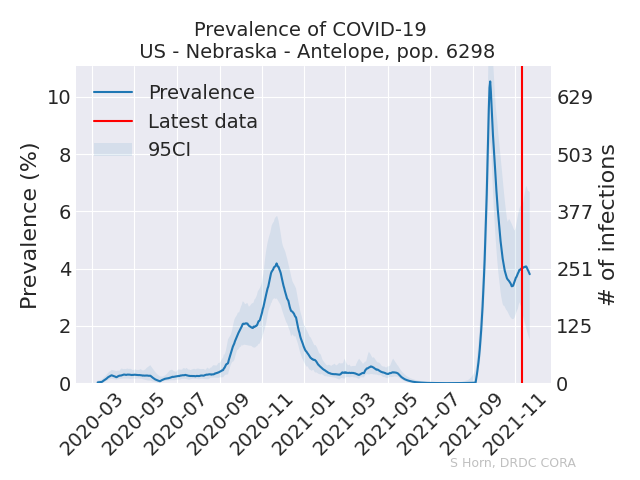 Prevalence of COVID-19
US - Nebraska - Antelope, pop. 6298
Prevalence
Latest data
95CI
Prevalence (%)
10
8
6
4
2
0
629
503
377
251
125
0
# of infections
2020-03
2020-05
2020-07
2020-09
2020-11
2021-01
2021-03
2021-05
2021-07
2021-09
2021-11
S Horn, DRDC CORA